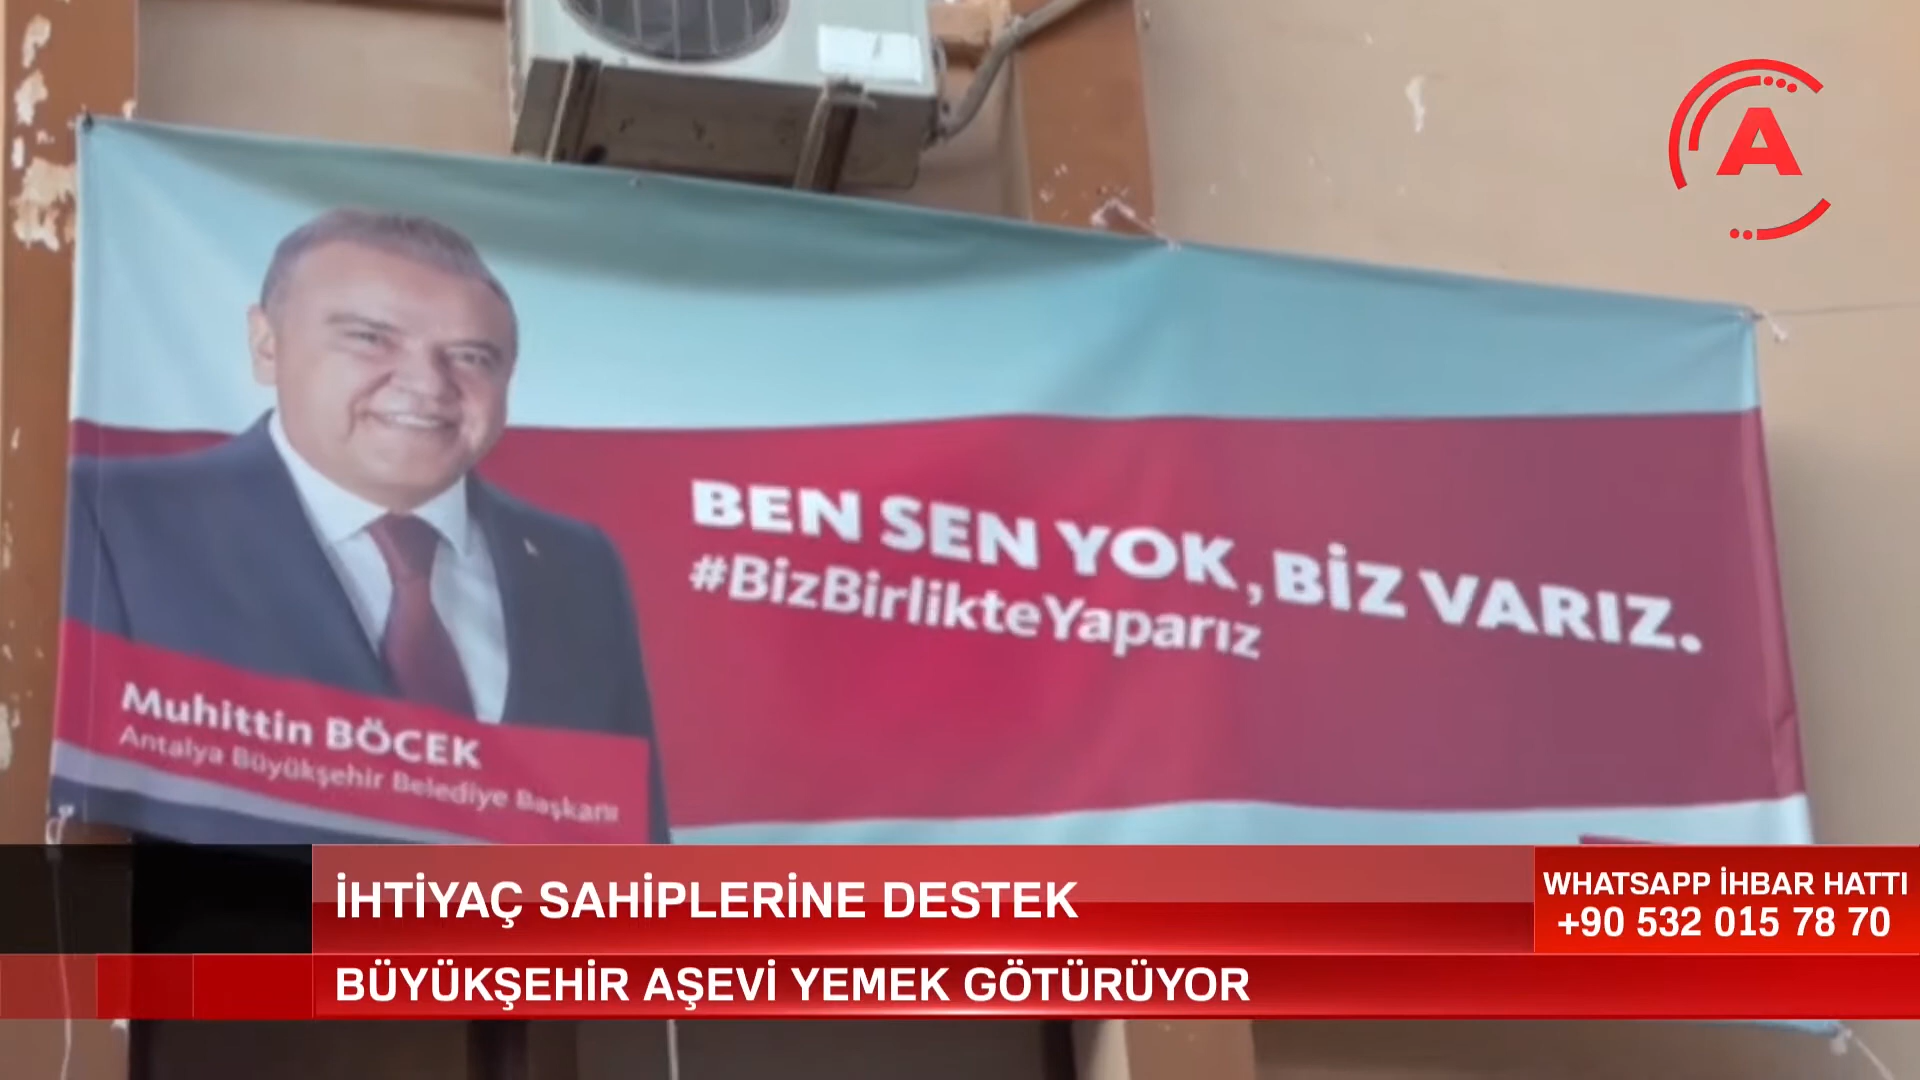 A
BEN SEN YOK, BİZ VARIZ.
#BizBirlikteYaparız
Muhittin BÖCEK
Antalya Büyükşehir Belediye Başkanı
İHTİYAÇ SAHİPLERİNE DESTEK
WHATSAPP İHBAR HATTI
+90 532 015 78 70
BÜYÜKŞEHİR AŞEVİ YEMEK GÖTÜRÜYOR